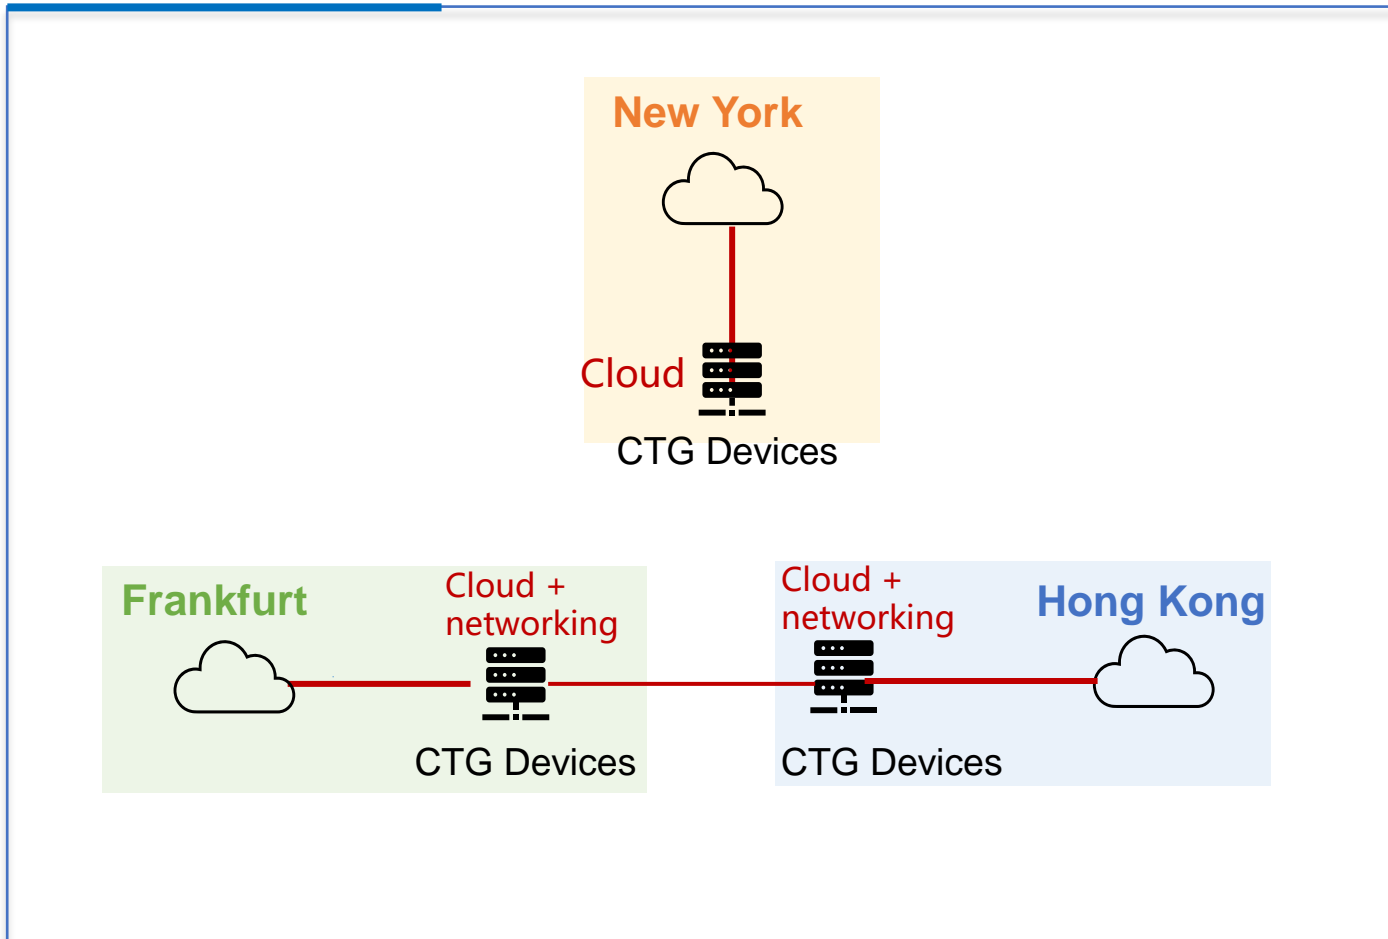 New York
Cloud
CTG Devices
Frankfurt
Cloud +
networking
CTG Devices
Cloud +
networking
Hong Kong
CTG Devices